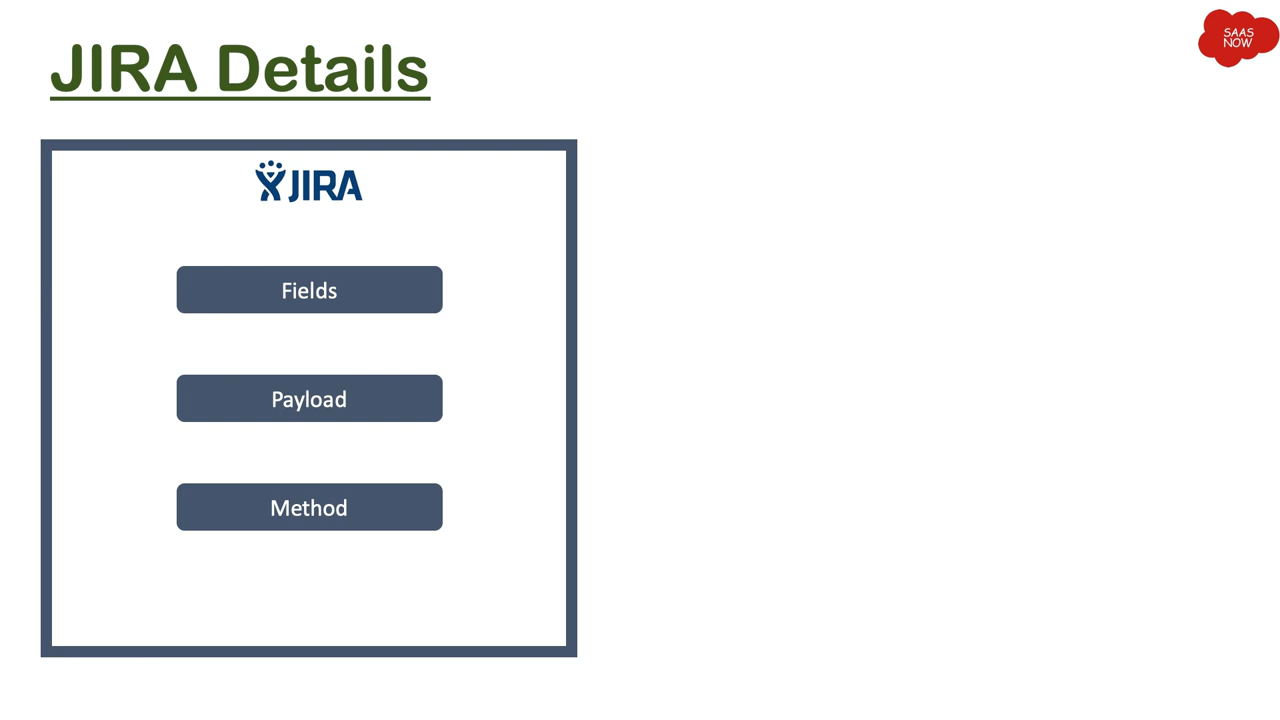 JIRA Details
SAAS
NOW
JIRA
Fields
Payload
Method